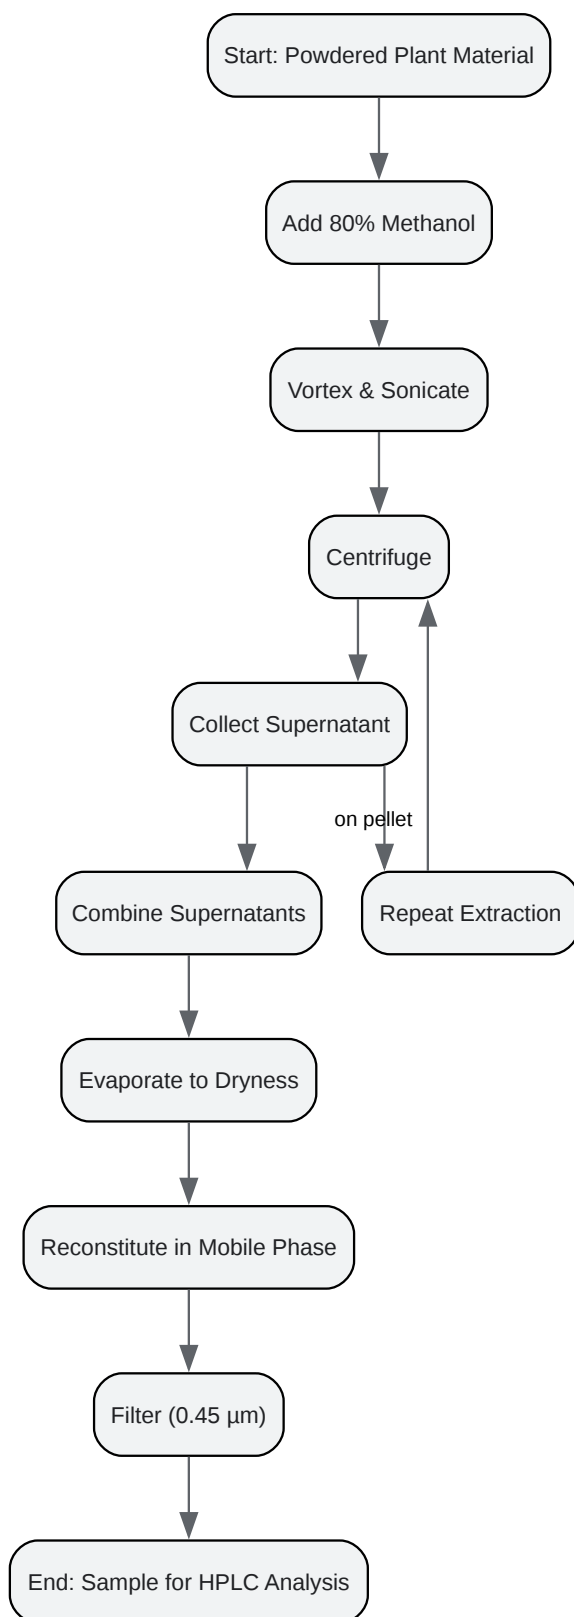 Start: Powdered Plant Material
Add 80% Methanol
Vortex & Sonicate
Centrifuge
Collect Supernatant
on pellet
Combine Supernatants
Repeat Extraction
Evaporate to Dryness
Reconstitute in Mobile Phase
Filter (0.45 µm)
End: Sample for HPLC Analysis